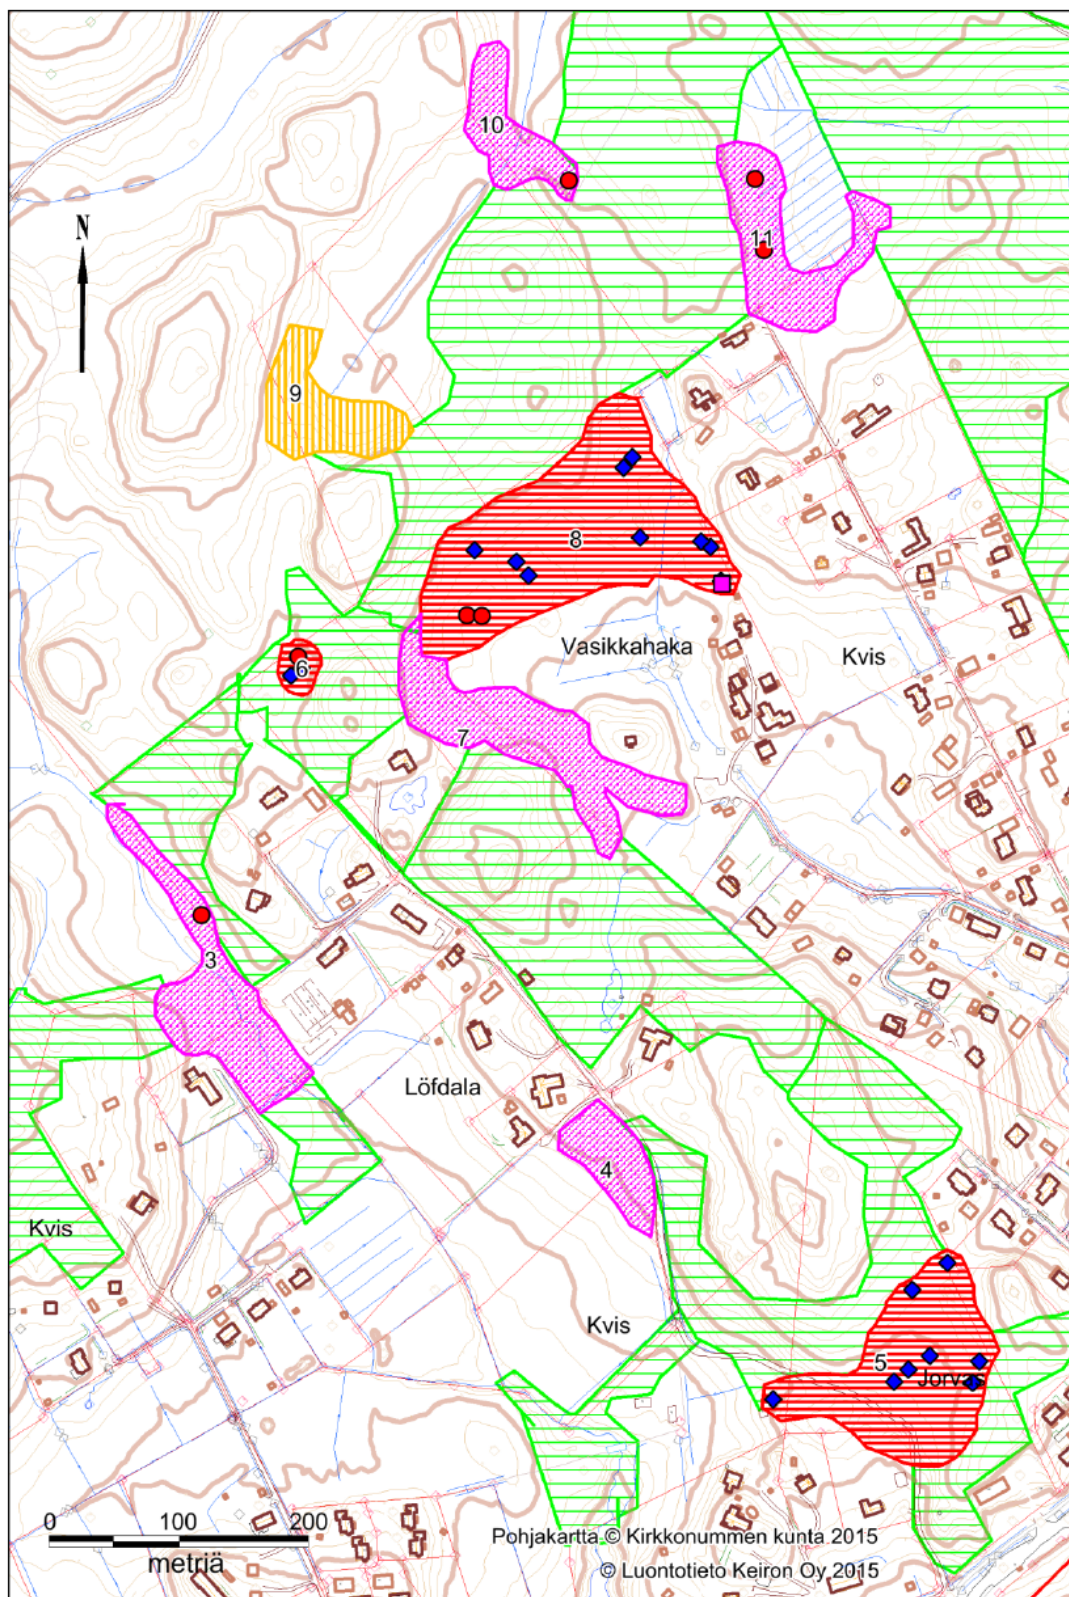 10
N
11
9
8
Vasikkahaka
Kvis
6
7
3
Löfdala
4
Kvis
Kvis
5
Jorvas
0 100 200
metriä
Pohjakartta © Kirkkonummen kunta 2015
© Luontotieto Keiron Oy 2015